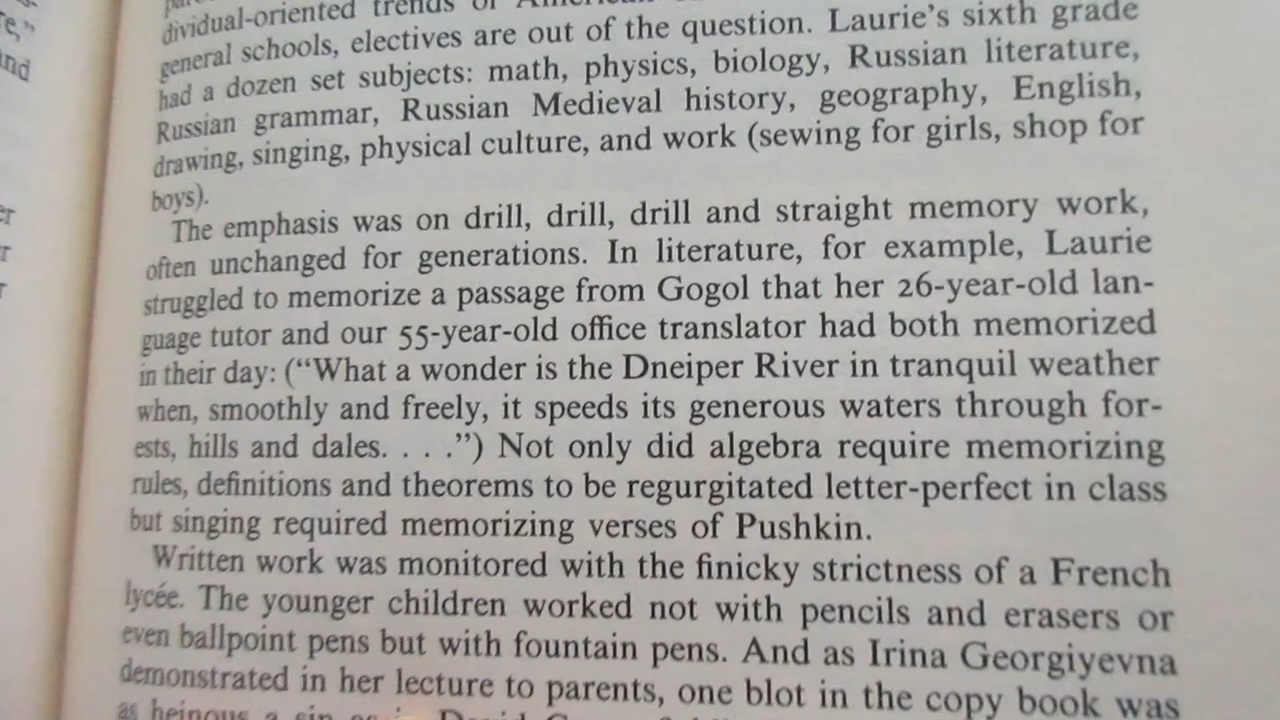 dividual-oriented trends of American
general schools, electives are out of the question. Laurie's sixth grade
had a dozen set subjects: math, physics, biology, Russian literature,
Russian grammar, Russian Medieval history, geography, English,
drawing, singing, physical culture, and work (sewing for girls, shop for
boys).
The emphasis was on drill, drill, drill and straight memory work,
often unchanged for generations. In literature, for example, Laurie
struggled to memorize a passage from Gogol that her 26-year-old lan-
guage tutor and our 55-year-old office translator had both memorized
in their day: (“What a wonder is the Dneiper River in tranquil weather
when, smoothly and freely, it speeds its generous waters through for-
ests, hills and dales. . . .”) Not only did algebra require memorizing
rules, definitions and theorems to be regurgitated letter-perfect in class
but singing required memorizing verses of Pushkin.
Written work was monitored with the finicky strictness of a French
lycée. The younger children worked not with pencils and erasers or
even ballpoint pens but with fountain pens. And as Irina Georgiyevna
demonstrated in her lecture to parents, one blot in the copy book was
as heinous a sin as